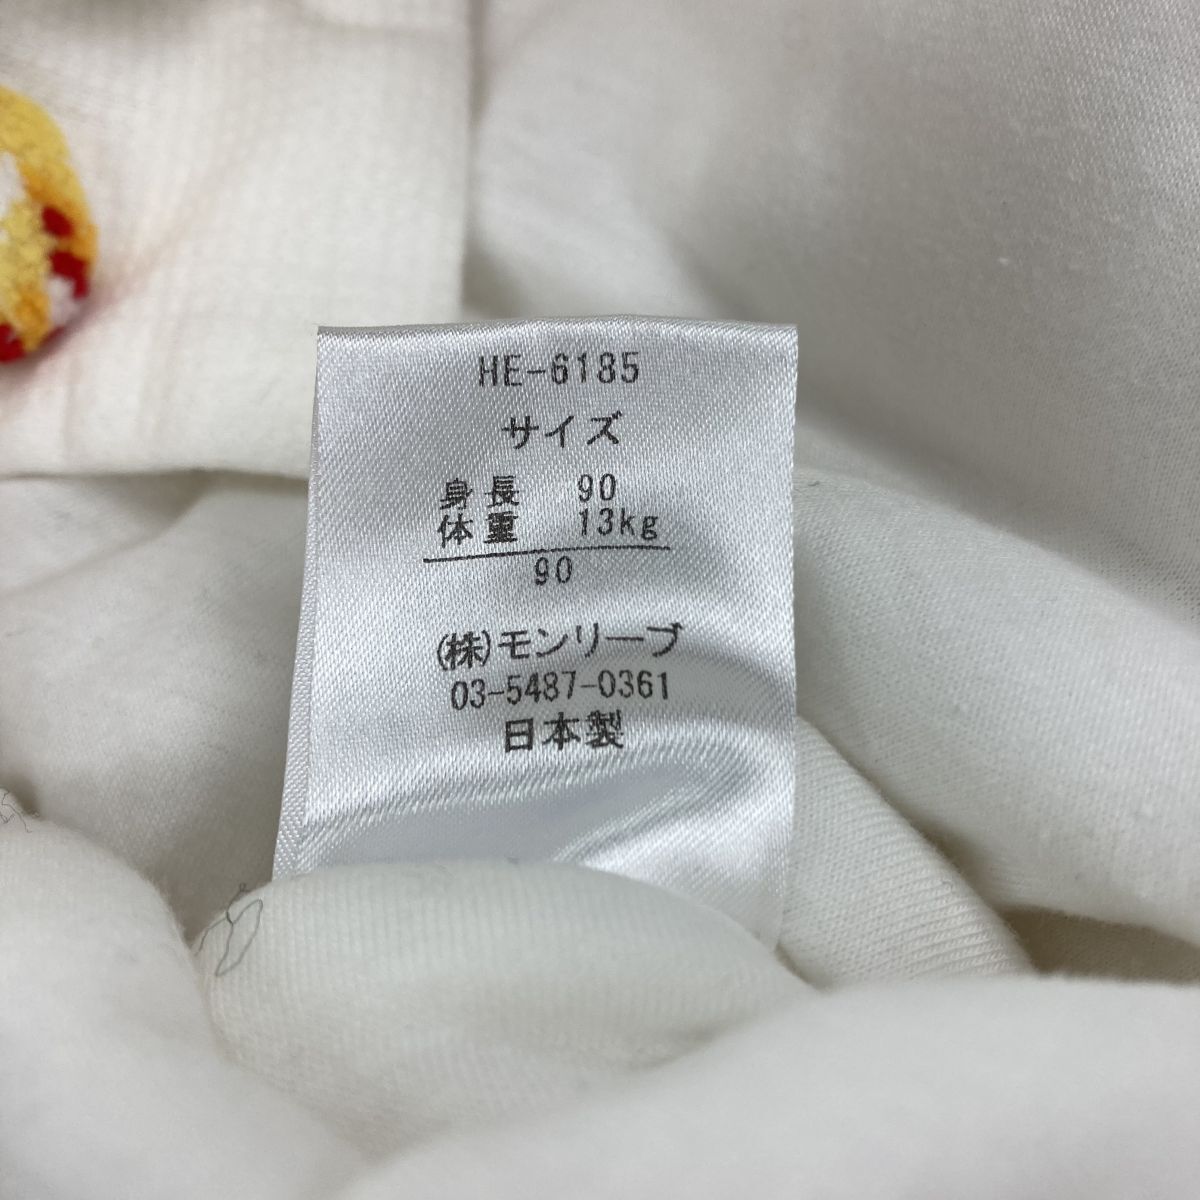 HE-6185
サイズ
身長 90
体重 13kg
90
(株)モンリーブ
03-5487-0361
日本製